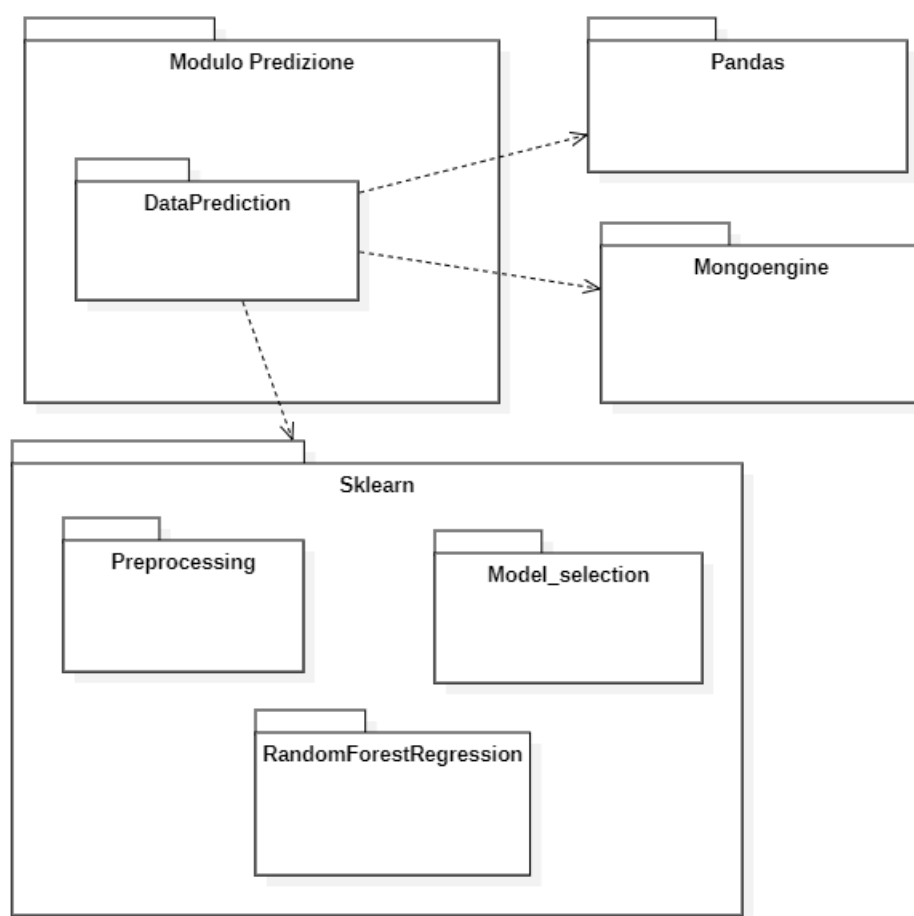 Modulo Predizione
Pandas
DataPrediction
Mongoengine
Sklearn
Preprocessing
Model_selection
RandomForestRegression